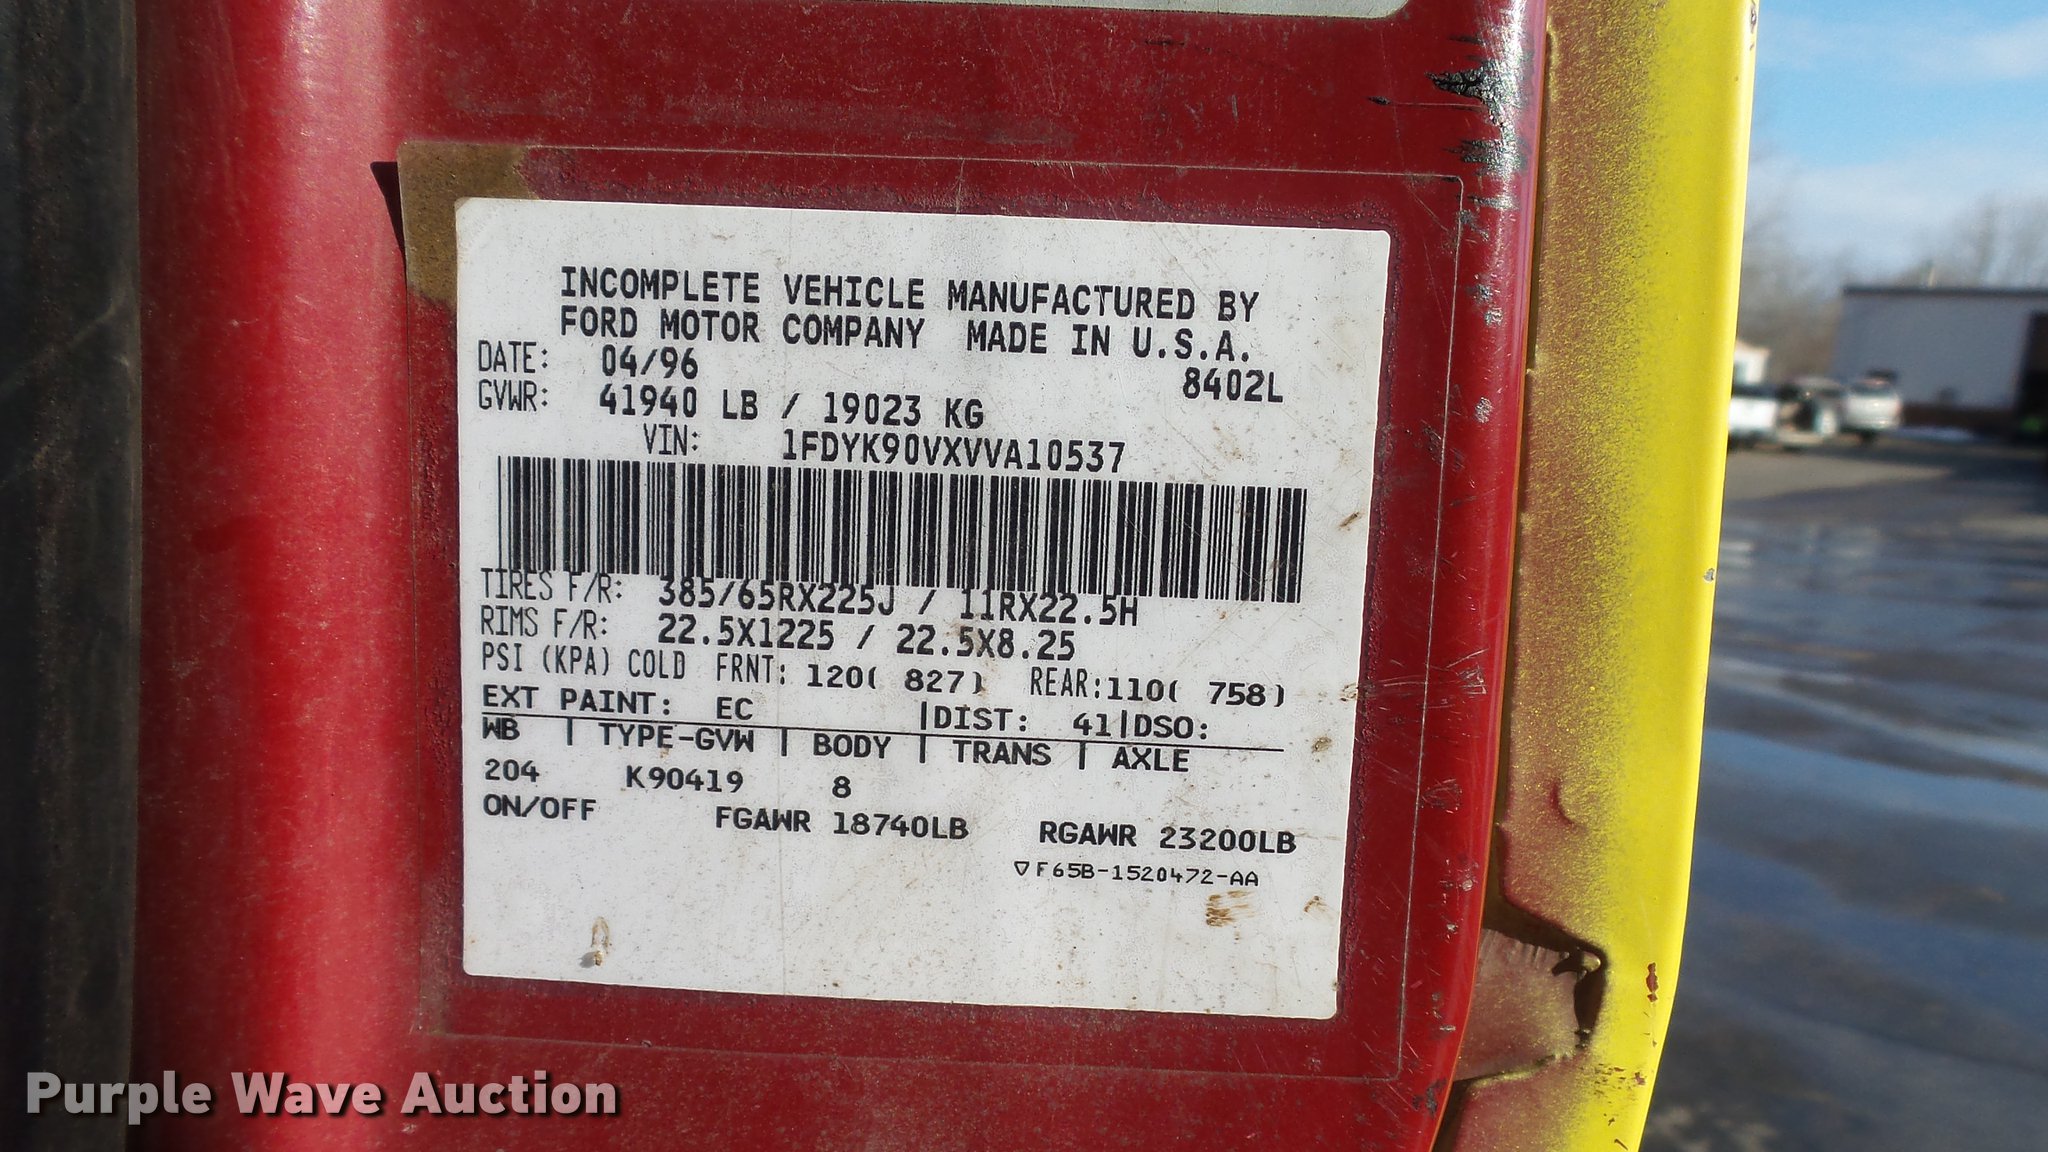 INCOMPLETE VEHICLE MANUFACTURED BY
FORD MOTOR COMPANY MADE IN U.S.A.
DATE: 04/96 8402L
GVWR: 41940 LB / 19023 KG
VIN: 1FDYK90VXVVA10537
TIRES F/R: 385/65RX225J / 11RX22.5H
RIMS F/R: 22.5X1225 / 22.5X8.25
PSI (KPA) COLD FRNT: 120( 827) REAR:110( 758)
EXT PAINT: EC |DIST: 41|DSO:
WB | TYPE-GVW | BODY | TRANS | AXLE
204 K90419 8
ON/OFF FGAWR 18740LB RGAWR 23200LB
▽F65B-1520472-AA
Purple Wave Auction